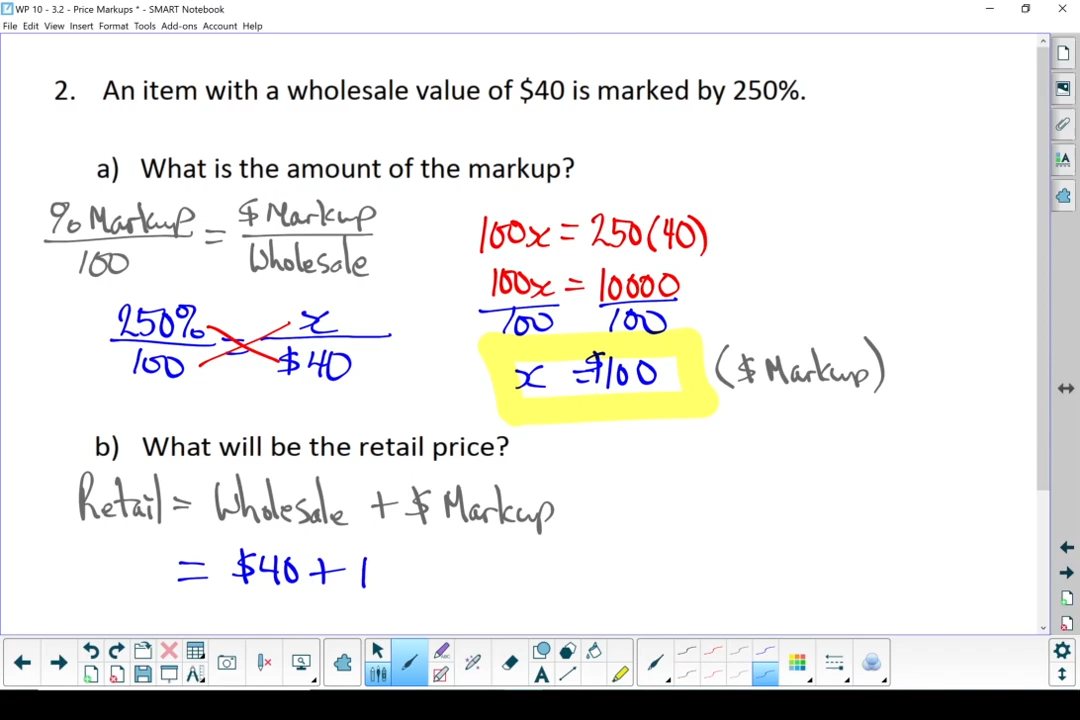 WP 10 - 3.2 - Price Markups * - SMART Notebook
File Edit View Insert Format Tools Add-ons Account Help
2. An item with a wholesale value of $40 is marked by 250%.
a) What is the amount of the markup?
% Markup / 100 = $ Markup / Wholesale
250% / 100 = x / $40
100x = 250(40)
100x = 10000
100 100
x = $100 ($ Markup)
b) What will be the retail price?
Retail = Wholesale + $ Markup
= $40 + 1